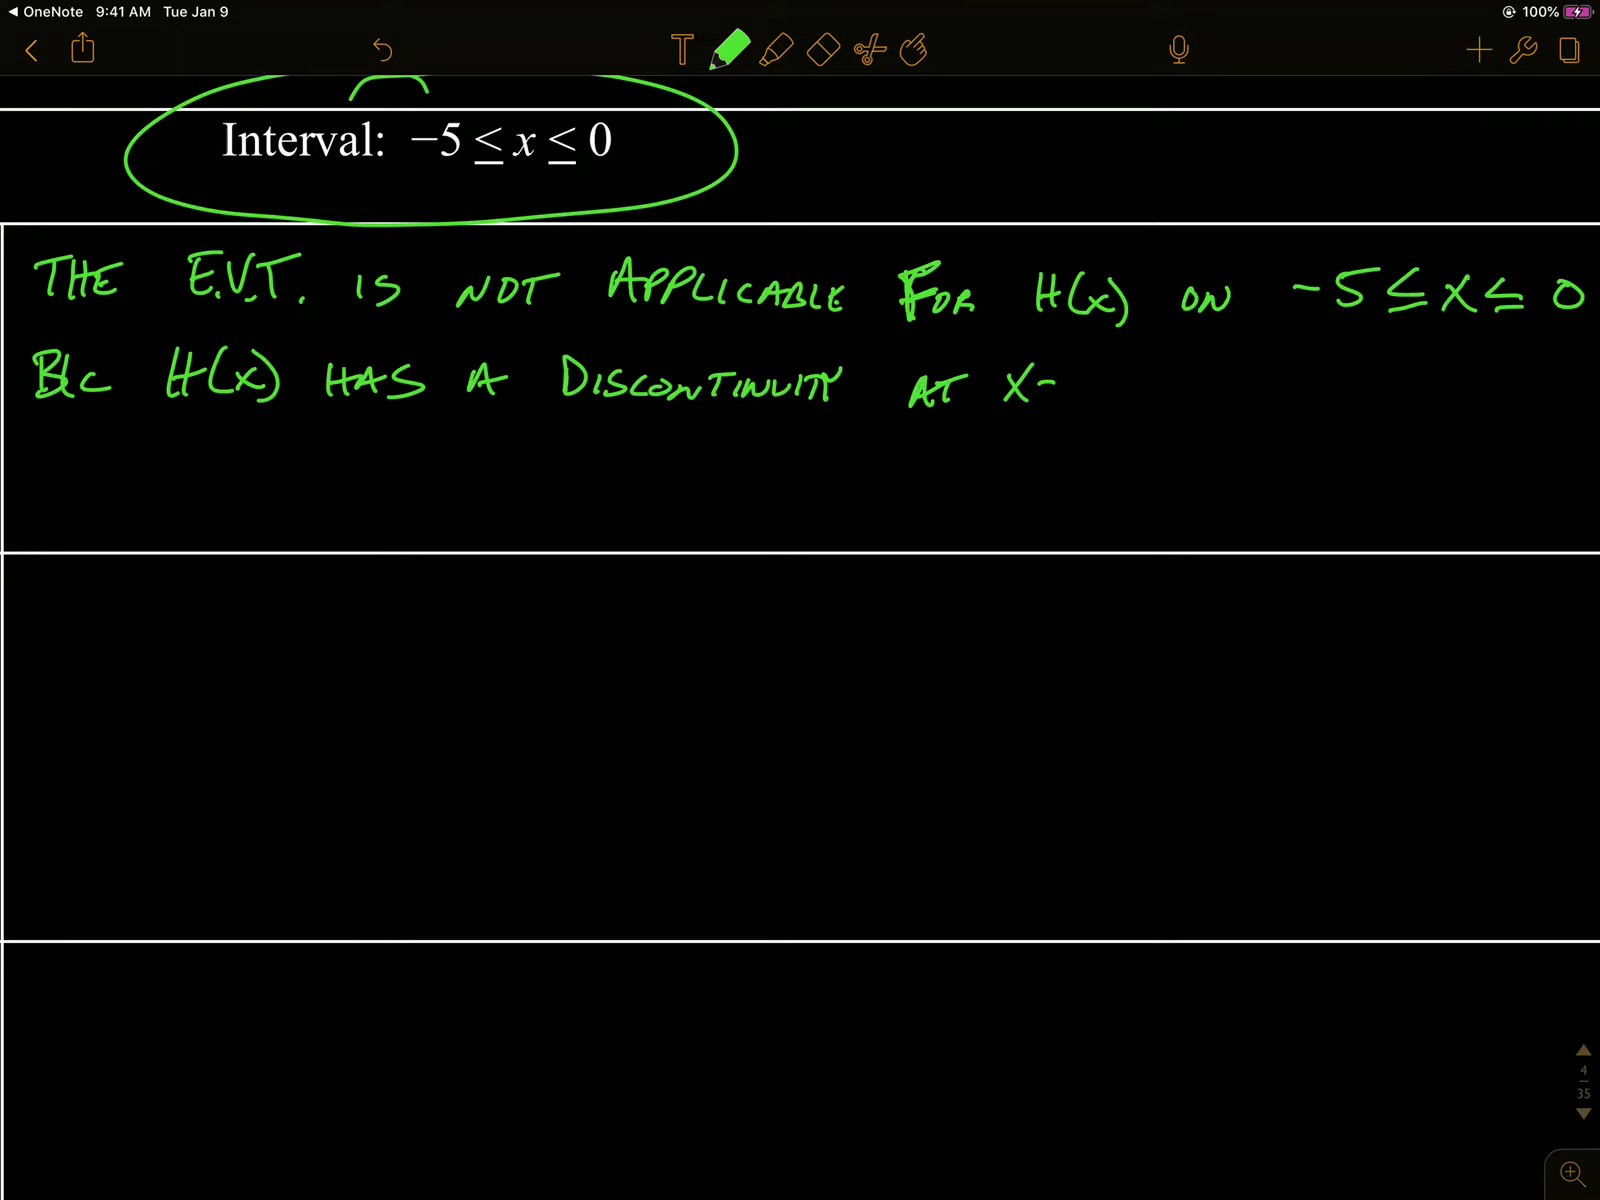 ◀ OneNote 9:41 AM Tue Jan 9 100%
T
Interval: −5 ≤ x ≤ 0
THE E.V.T. IS NOT APPLICABLE FOR H(x) ON -5 ≤ x ≤ 0
B/C H(x) HAS A DISCONTINUITY AT X-
4
35